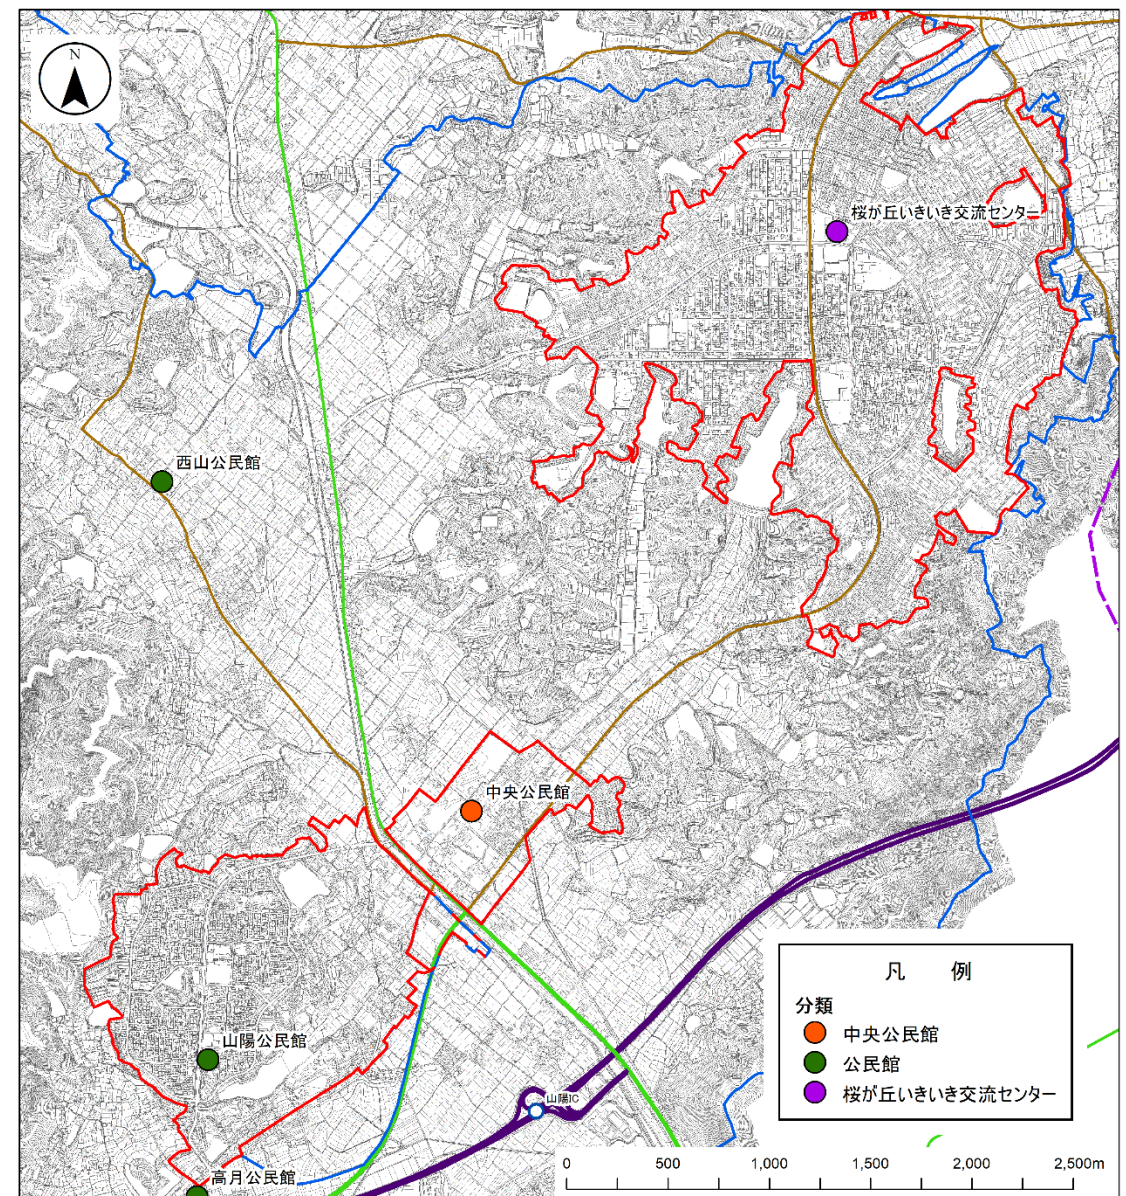 N
桜が丘いきいき交流センター
西山公民館
中央公民館
山陽公民館
山陽IC
高月公民館
凡 例
分類
中央公民館
公民館
桜が丘いきいき交流センター
0 500 1,000 1,500 2,000 2,500m